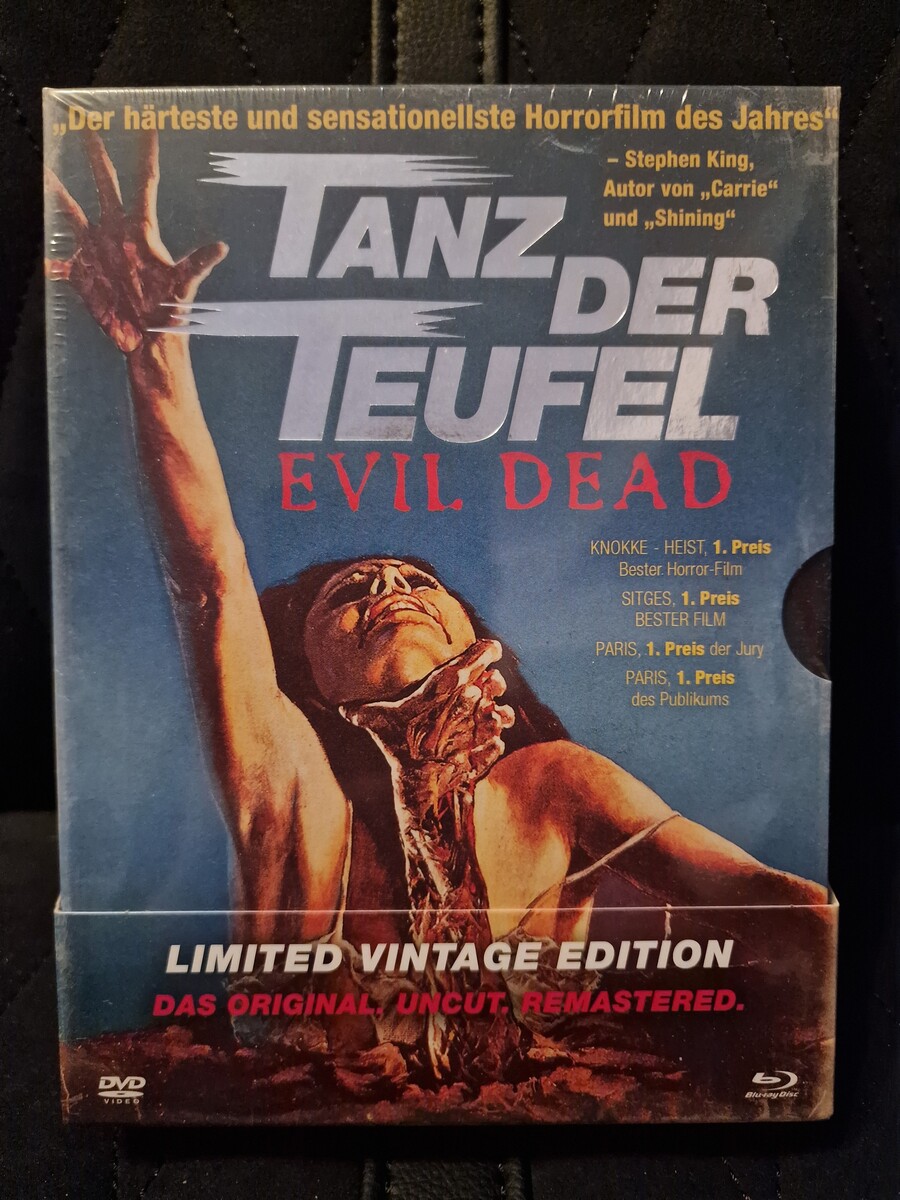 „Der härteste und sensationellste Horrorfilm des Jahres“
– Stephen King,
Autor von „Carrie“
und „Shining“
TANZ
DER
TEUFEL
EVIL DEAD
KNOKKE - HEIST, 1. Preis
Bester Horror-Film
SITGES, 1. Preis
BESTER FILM
PARIS, 1. Preis der Jury
PARIS, 1. Preis
des Publikums
LIMITED VINTAGE EDITION
DAS ORIGINAL. UNCUT. REMASTERED.
DVD
VIDEO
Blu-ray Disc